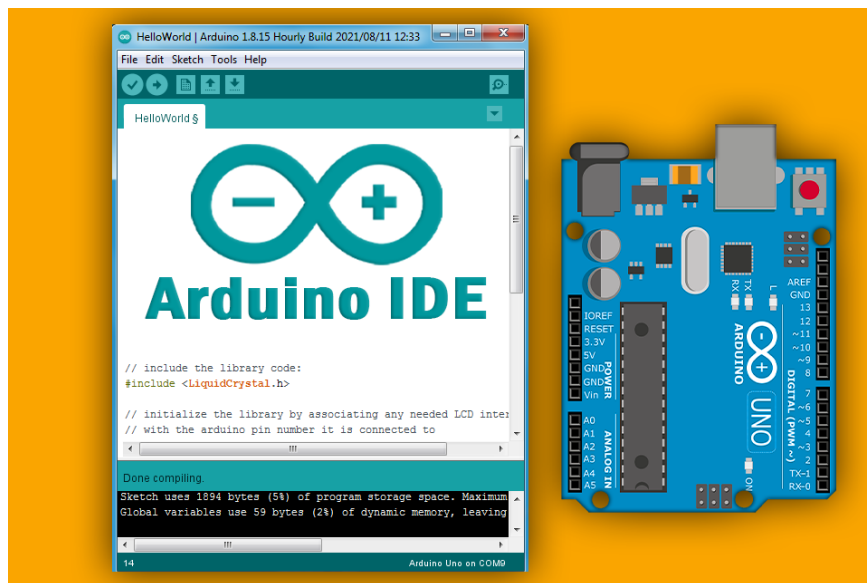 HelloWorld | Arduino 1.8.15 Hourly Build 2021/08/11 12:33
File Edit Sketch Tools Help
HelloWorld §
Arduino IDE
// include the library code:
#include <LiquidCrystal.h>
// initialize the library by associating any needed LCD inter
// with the arduino pin number it is connected to
Done compiling.
Sketch uses 1894 bytes (5%) of program storage space. Maximum
Global variables use 59 bytes (2%) of dynamic memory, leaving
14
Arduino Uno on COM9
IOREF
RESET
3.3V
5V
GND
GND
Vin
POWER
A0
A1
A2
A3
A4
A5
ANALOG IN
RX
TX
L
ARDUINO
UNO
ON
AREF
GND
13
12
~11
~10
~9
8
7
~6
~5
4
~3
2
TX-1
RX-0
DIGITAL (PWM ~)